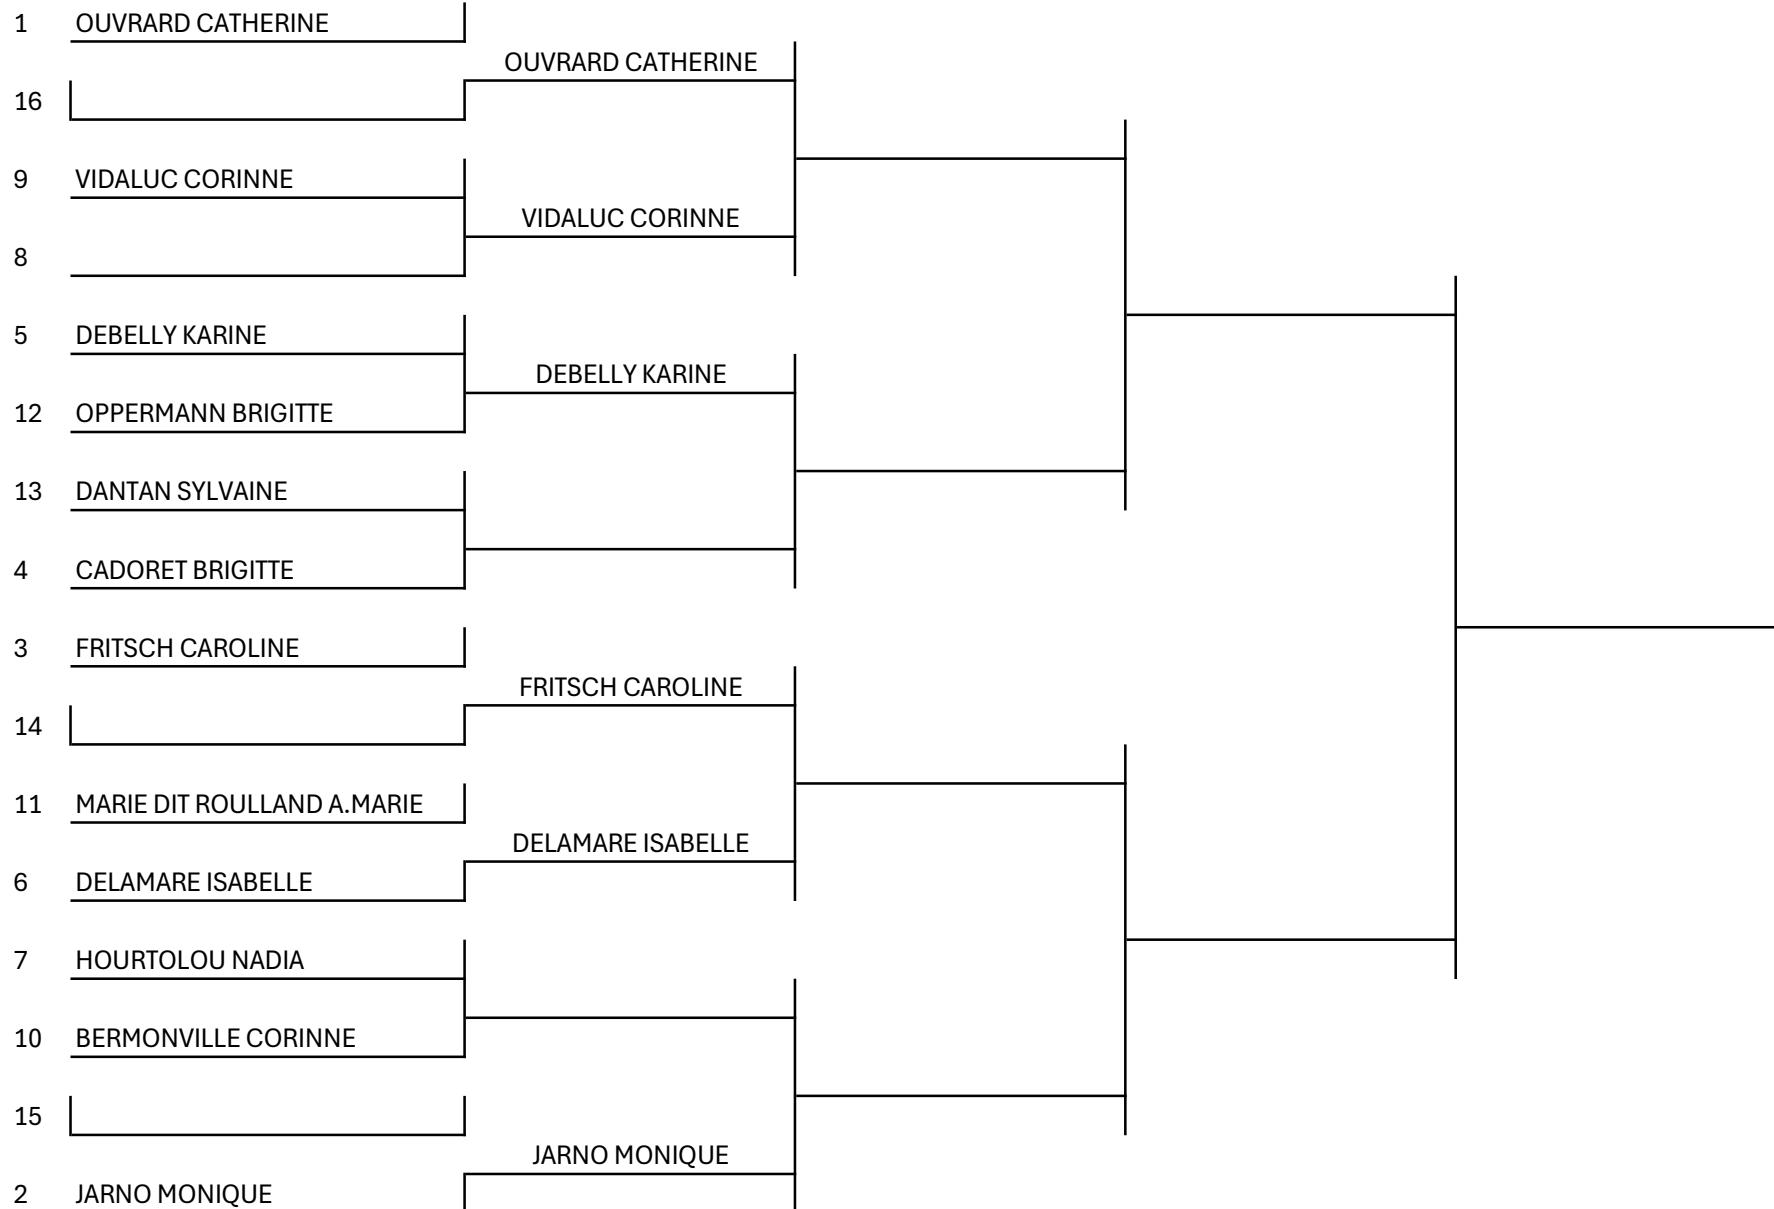 1 OUVRARD CATHERINE
OUVRARD CATHERINE
16
9 VIDALUC CORINNE
VIDALUC CORINNE
8
5 DEBELLY KARINE
DEBELLY KARINE
12 OPPERMANN BRIGITTE
13 DANTAN SYLVAINE
4 CADORET BRIGITTE
3 FRITSCH CAROLINE
FRITSCH CAROLINE
14
11 MARIE DIT ROULLAND A.MARIE
DELAMARE ISABELLE
6 DELAMARE ISABELLE
7 HOURTOLOU NADIA
10 BERMONVILLE CORINNE
15
JARNO MONIQUE
2 JARNO MONIQUE